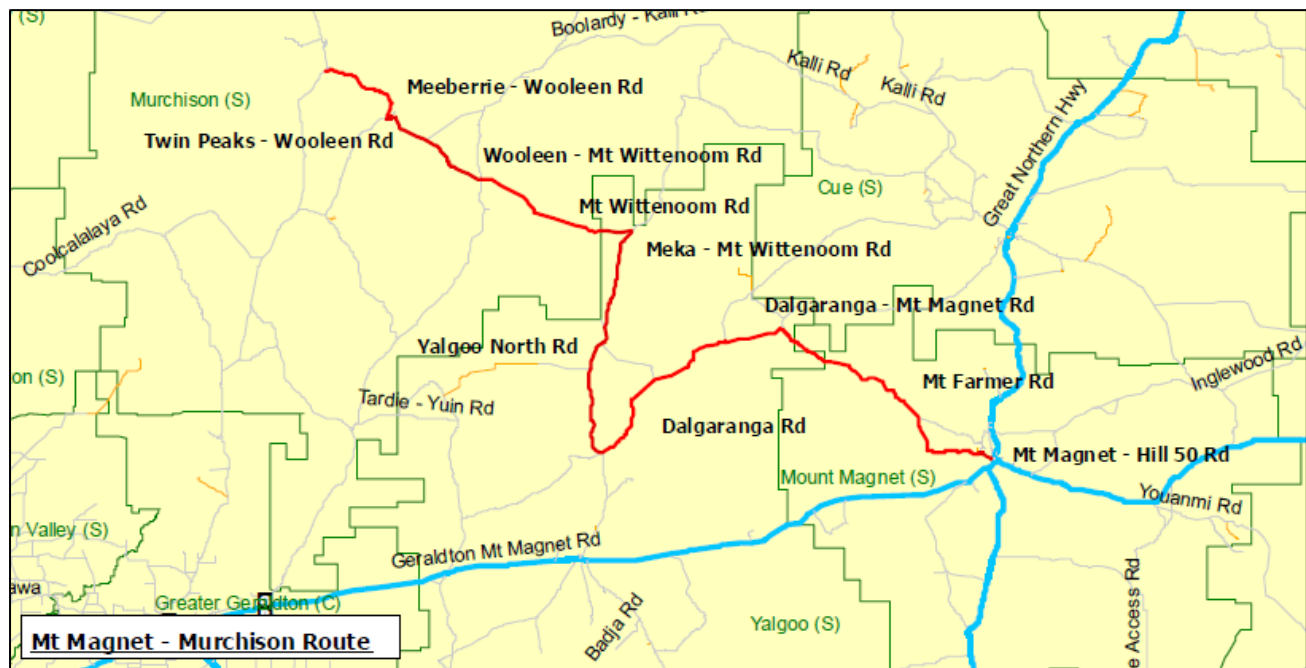 (S)
Boolardy - Kalli Rd
Kalli Rd
Kalli Rd
Murchison (S)
Meeberrie - Wooleen Rd
Great Northern Hwy
Twin Peaks - Wooleen Rd
Wooleen - Mt Wittenoom Rd
Cue (S)
Mt Wittenoom Rd
Coolcalalaya Rd
Meka - Mt Wittenoom Rd
Dalgaranga - Mt Magnet Rd
Yalgoo North Rd
Inglewood Rd
on (S)
Mt Farmer Rd
Tardie - Yuin Rd
Dalgaranga Rd
Mt Magnet - Hill 50 Rd
Mount Magnet (S)
Youanmi Rd
n Valley (S)
Geraldton Mt Magnet Rd
awa
Greater Geraldton (C)
Badja Rd
Yalgoo (S)
e Access Rd
Mt Magnet - Murchison Route